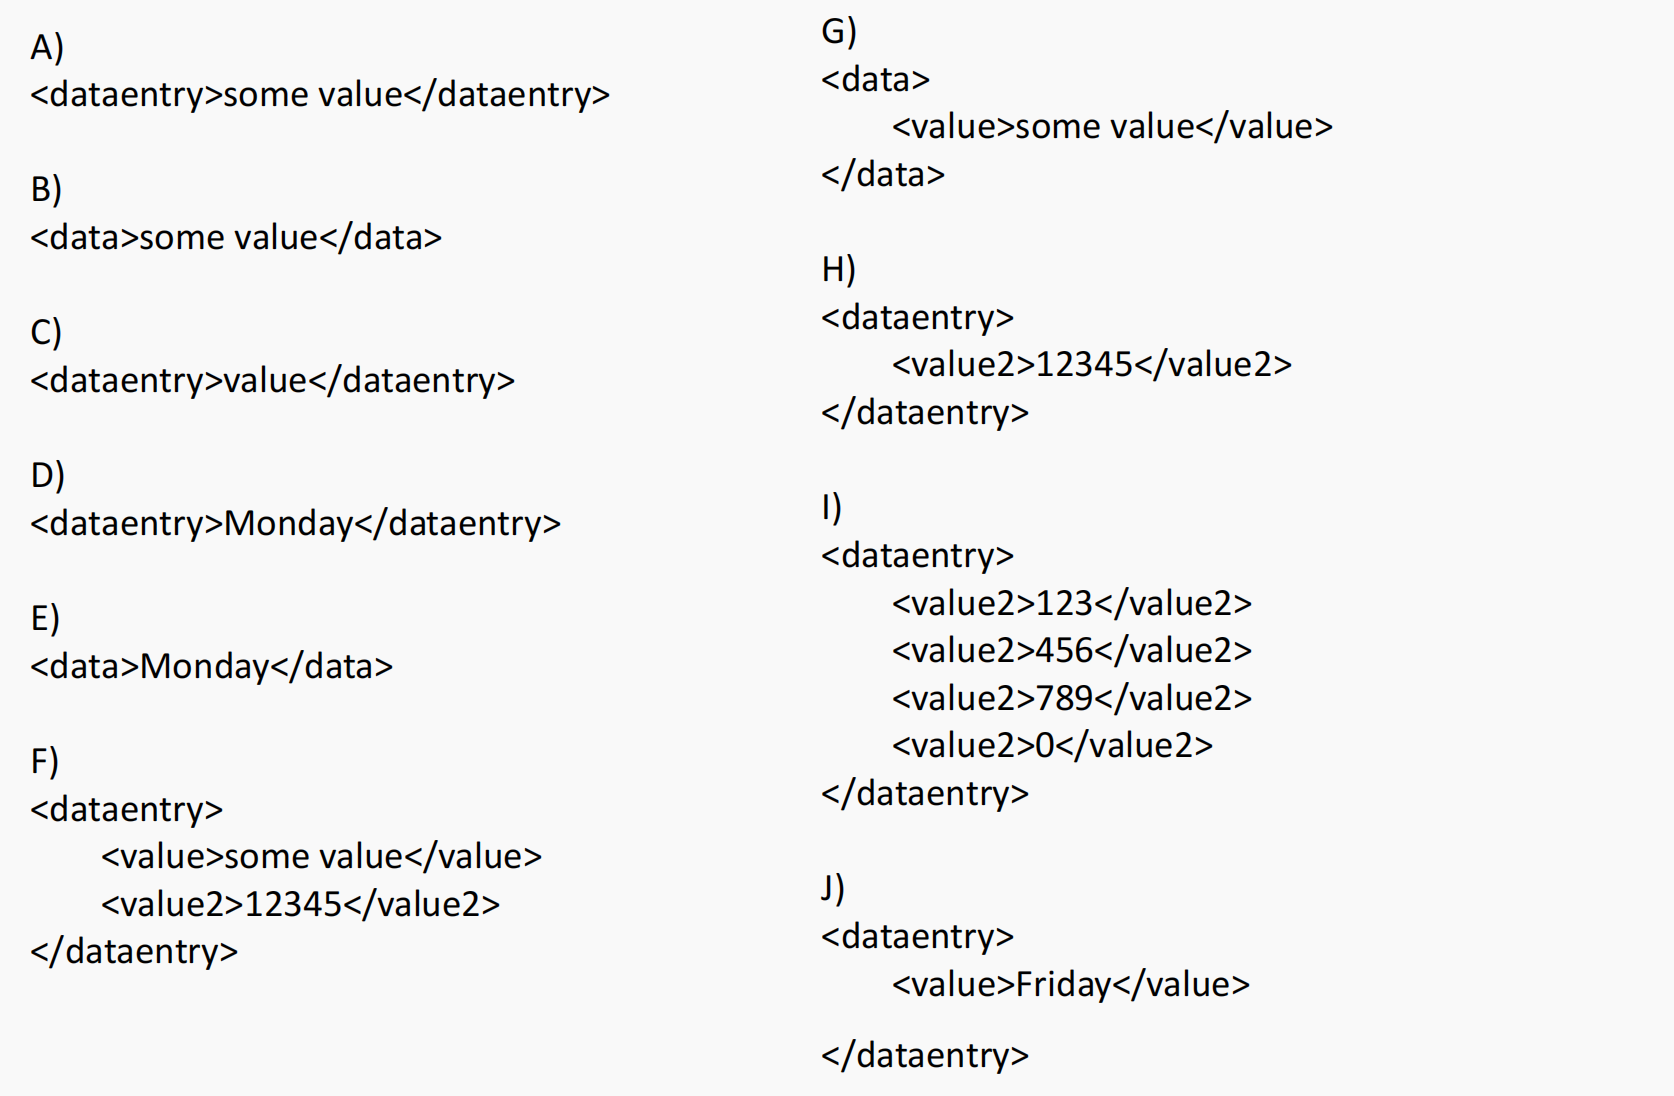 A)
<dataentry>some value</dataentry>
B)
<data>some value</data>
C)
<dataentry>value</dataentry>
D)
<dataentry>Monday</dataentry>
E)
<data>Monday</data>
F)
<dataentry>
<value>some value</value>
<value2>12345</value2>
</dataentry>
G)
<data>
<value>some value</value>
</data>
H)
<dataentry>
<value2>12345</value2>
</dataentry>
I)
<dataentry>
<value2>123</value2>
<value2>456</value2>
<value2>789</value2>
<value2>0</value2>
</dataentry>
J)
<dataentry>
<value>Friday</value>
</dataentry>